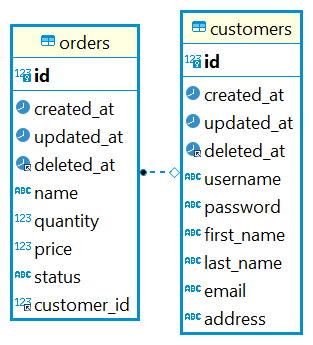 orders
123 id
created_at
updated_at
deleted_at
ABC name
123 quantity
123 price
ABC status
123 customer_id
customers
123 id
created_at
updated_at
deleted_at
ABC username
ABC password
ABC first_name
ABC last_name
ABC email
ABC address